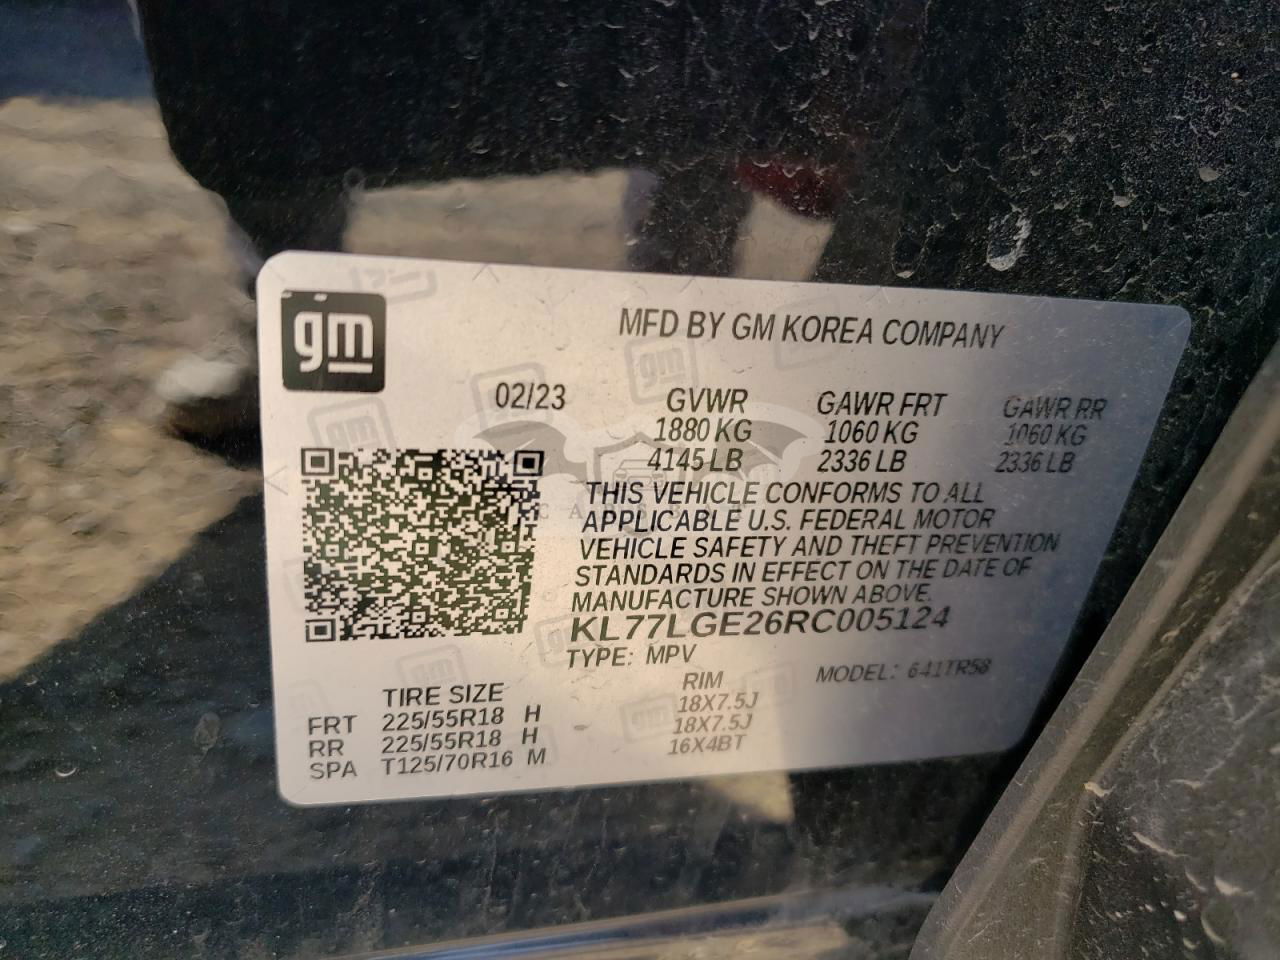 gm
MFD BY GM KOREA COMPANY
02/23 GVWR GAWR FRT GAWR RR
1880 KG 1060 KG 1060 KG
4145 LB 2336 LB 2336 LB
THIS VEHICLE CONFORMS TO ALL
APPLICABLE U.S. FEDERAL MOTOR
VEHICLE SAFETY AND THEFT PREVENTION
STANDARDS IN EFFECT ON THE DATE OF
MANUFACTURE SHOWN ABOVE.
KL77LGE26RC005124
TYPE: MPV MODEL: 641TR58
TIRE SIZE RIM
FRT 225/55R18 H 18X7.5J
RR 225/55R18 H 18X7.5J
SPA T125/70R16 M 16X4BT